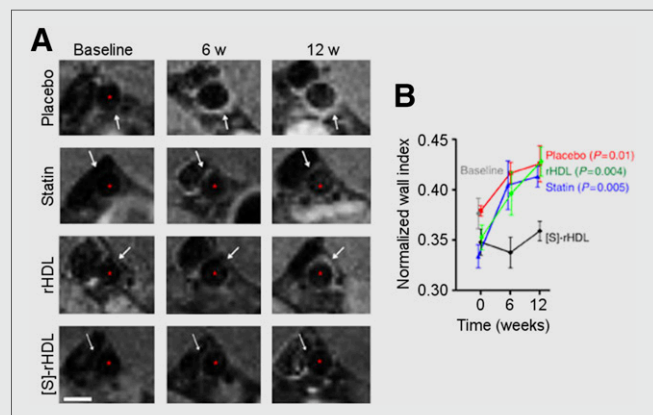 A
Baseline 6 w 12 w
Placebo
Statin
rHDL
[S]-rHDL
B
Normalized wall index
0.45
0.40
0.35
0.30
Baseline
Placebo (P=0.01)
rHDL (P=0.004)
Statin (P=0.005)
[S]-rHDL
0 6 12
Time (weeks)